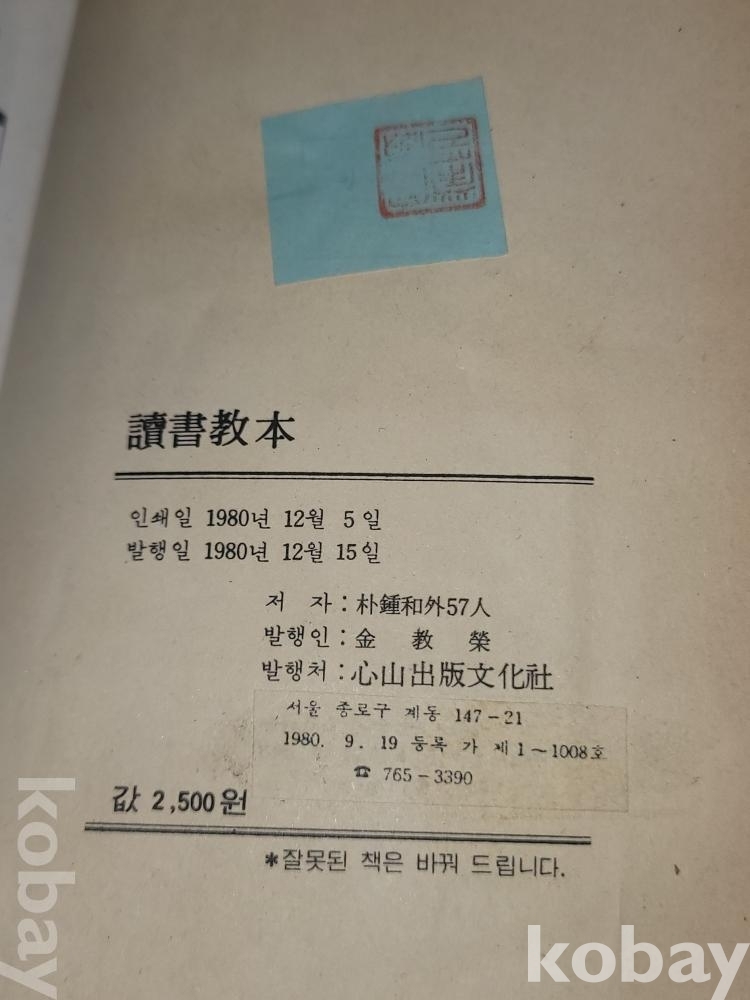 讀書教本
인쇄일 1980년 12월 5일
발행일 1980년 12월 15일
저 자 : 朴鍾和外57人
발행인 : 金 敎 榮
발행처 : 心山出版文化社
서울 종로구 계동 147-21
1980. 9. 19 등록 가 제1~1008호
☎ 765-3390
값 2,500원
*잘못된 책은 바꿔 드립니다.
kobay
kobay